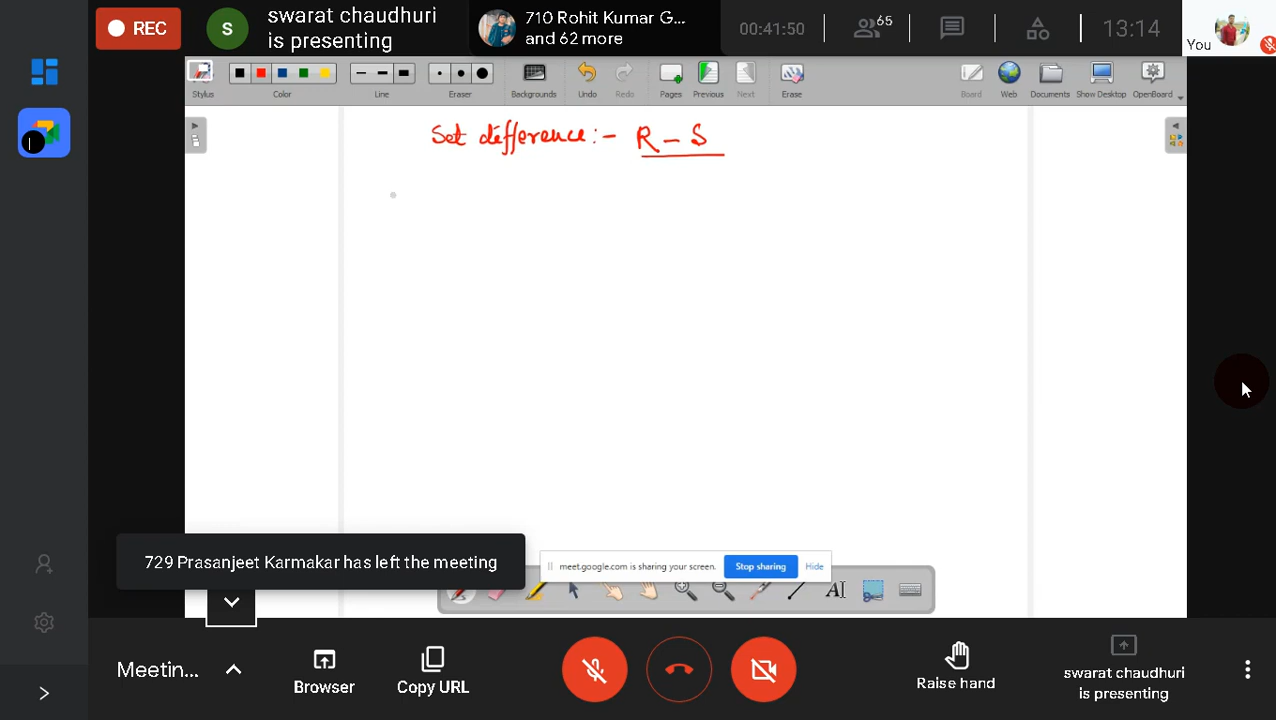 REC
S
swarat chaudhuri
is presenting
710 Rohit Kumar G...
and 62 more
00:41:50
65
13:14
You
Stylus
Color
Line
Eraser
Backgrounds
Undo
Redo
Pages
Previous
Next
Erase
Board
Web
Documents
Show Desktop
OpenBoard
Set difference:- R - S
729 Prasanjeet Karmakar has left the meeting
meet.google.com is sharing your screen.
Stop sharing
Hide
AI
Meetin...
Browser
Copy URL
Raise hand
swarat chaudhuri
is presenting